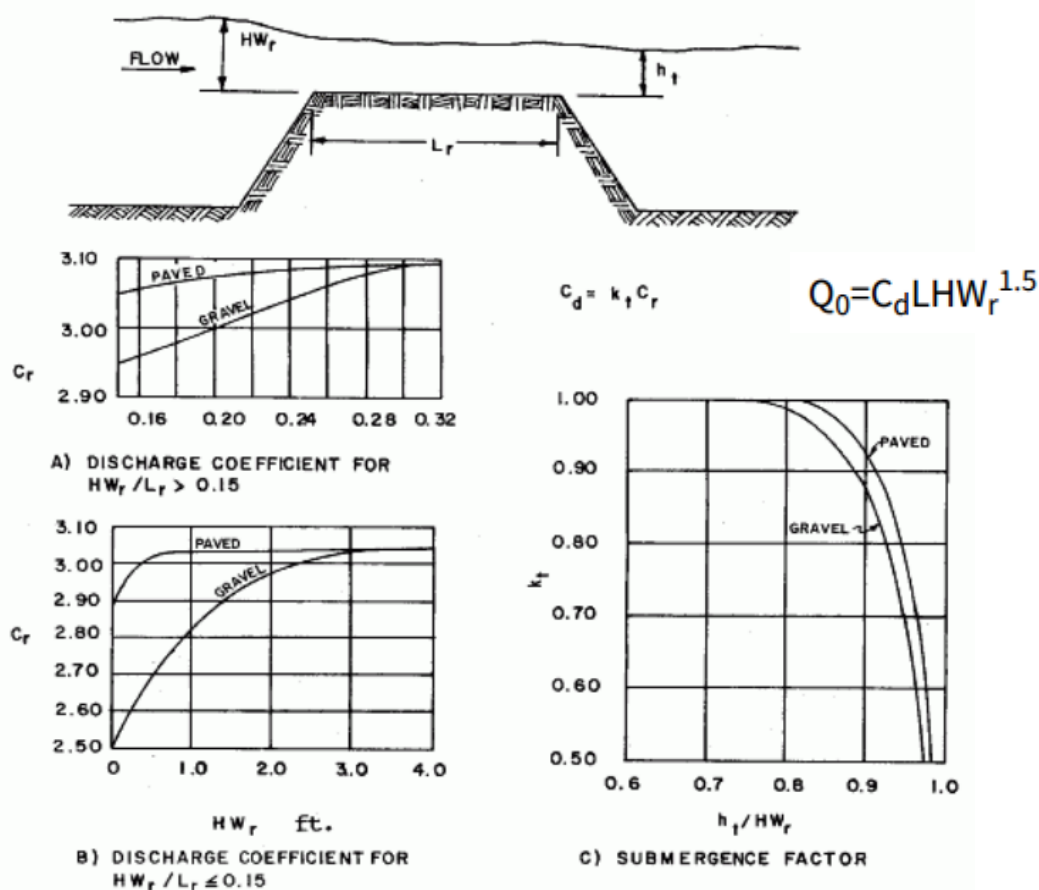 HWr
FLOW
ht
Lr
3.10
PAVED
GRAVEL
3.00
Cr
2.90
0.16 0.20 0.24 0.28 0.32
A) DISCHARGE COEFFICIENT FOR
HWr/Lr > 0.15
Cd = ktCr
Q0=CdLHWr1.5
3.10
PAVED
3.00
GRAVEL
2.90
Cr
2.80
2.70
2.60
2.50
0 1.0 2.0 3.0 4.0
HWr ft.
B) DISCHARGE COEFFICIENT FOR
HWr/Lr ≤ 0.15
1.00
PAVED
0.90
GRAVEL
0.80
kt
0.70
0.60
0.50
0.6 0.7 0.8 0.9 1.0
ht/HWr
C) SUBMERGENCE FACTOR